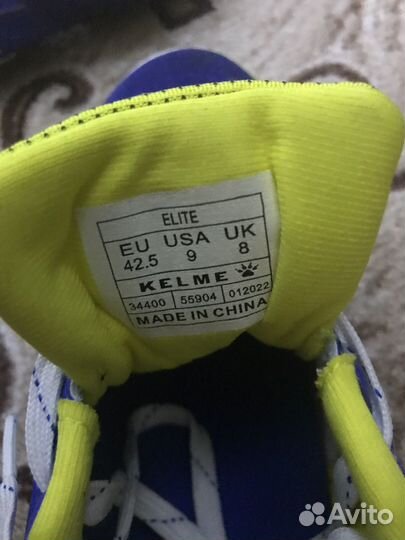 ELITE
EU USA UK
42.5 9 8
KELME
34400 55904 012022
MADE IN CHINA
Avito